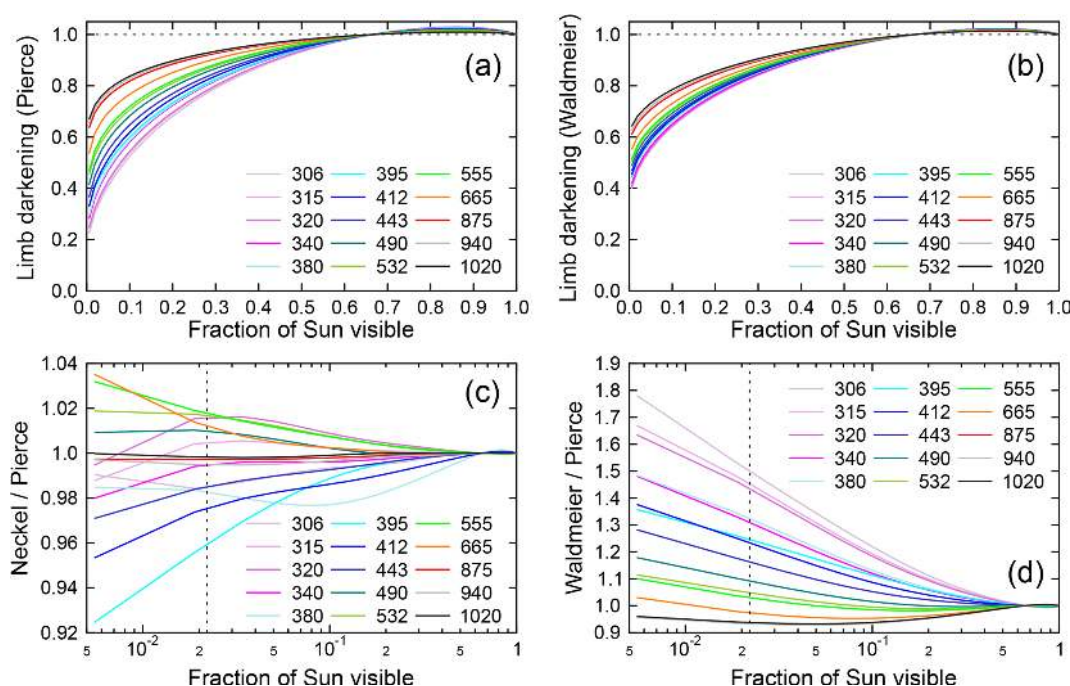 (a)
Limb darkening (Pierce)
1.0
0.8
0.6
0.4
0.2
0.0
306 395 555
315 412 665
320 443 875
340 490 940
380 532 1020
0.0 0.1 0.2 0.3 0.4 0.5 0.6 0.7 0.8 0.9 1.0
Fraction of Sun visible
(b)
Limb darkening (Waldmeier)
1.0
0.8
0.6
0.4
0.2
0.0
306 395 555
315 412 665
320 443 875
340 490 940
380 532 1020
0.0 0.1 0.2 0.3 0.4 0.5 0.6 0.7 0.8 0.9 1.0
Fraction of Sun visible
(c)
Neckel / Pierce
1.04
1.02
1.00
0.98
0.96
0.94
0.92
306 395 555
315 412 665
320 443 875
340 490 940
380 532 1020
5 10⁻² 2 5 10⁻¹ 2 5 1
Fraction of Sun visible
Waldmeier / Pierce
1.9
1.8
1.7
1.6
1.5
1.4
1.3
1.2
1.1
1.0
0.9
306 395 555
315 412 665
320 443 875
340 490 940
380 532 1020
(d)
5 10⁻² 2 5 10⁻¹ 2 5 1
Fraction of Sun visible